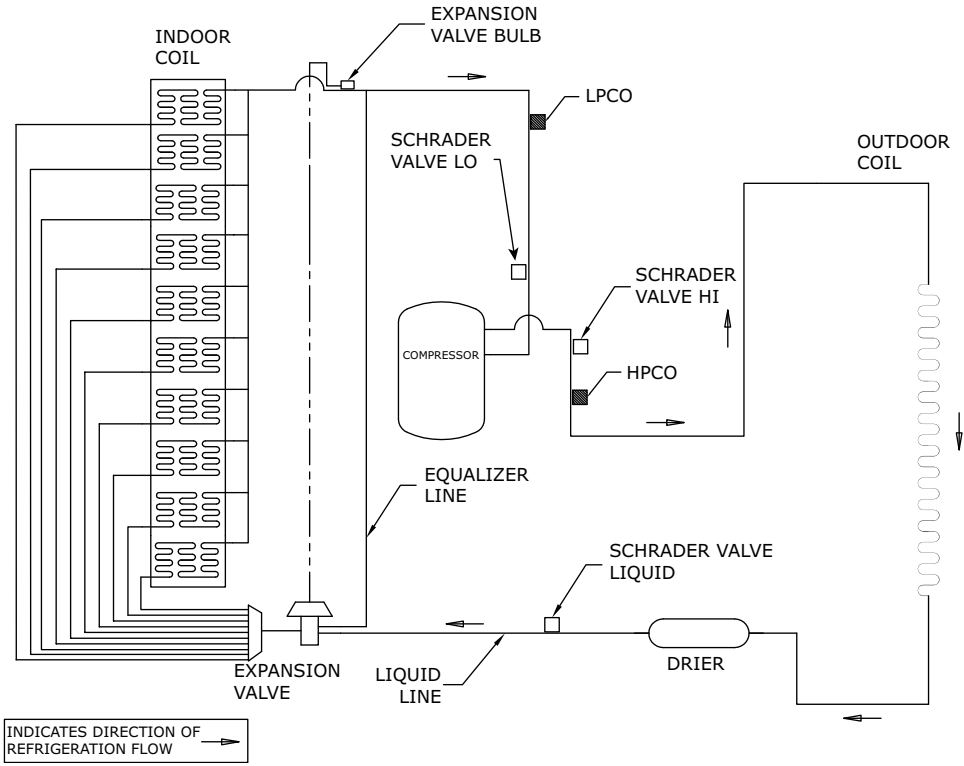 EXPANSION
VALVE BULB
INDOOR
COIL
LPCO
SCHRADER
VALVE LO
OUTDOOR
COIL
SCHRADER
VALVE HI
COMPRESSOR
HPCO
EQUALIZER
LINE
SCHRADER VALVE
LIQUID
EXPANSION
VALVE
LIQUID
LINE
DRIER
INDICATES DIRECTION OF
REFRIGERATION FLOW